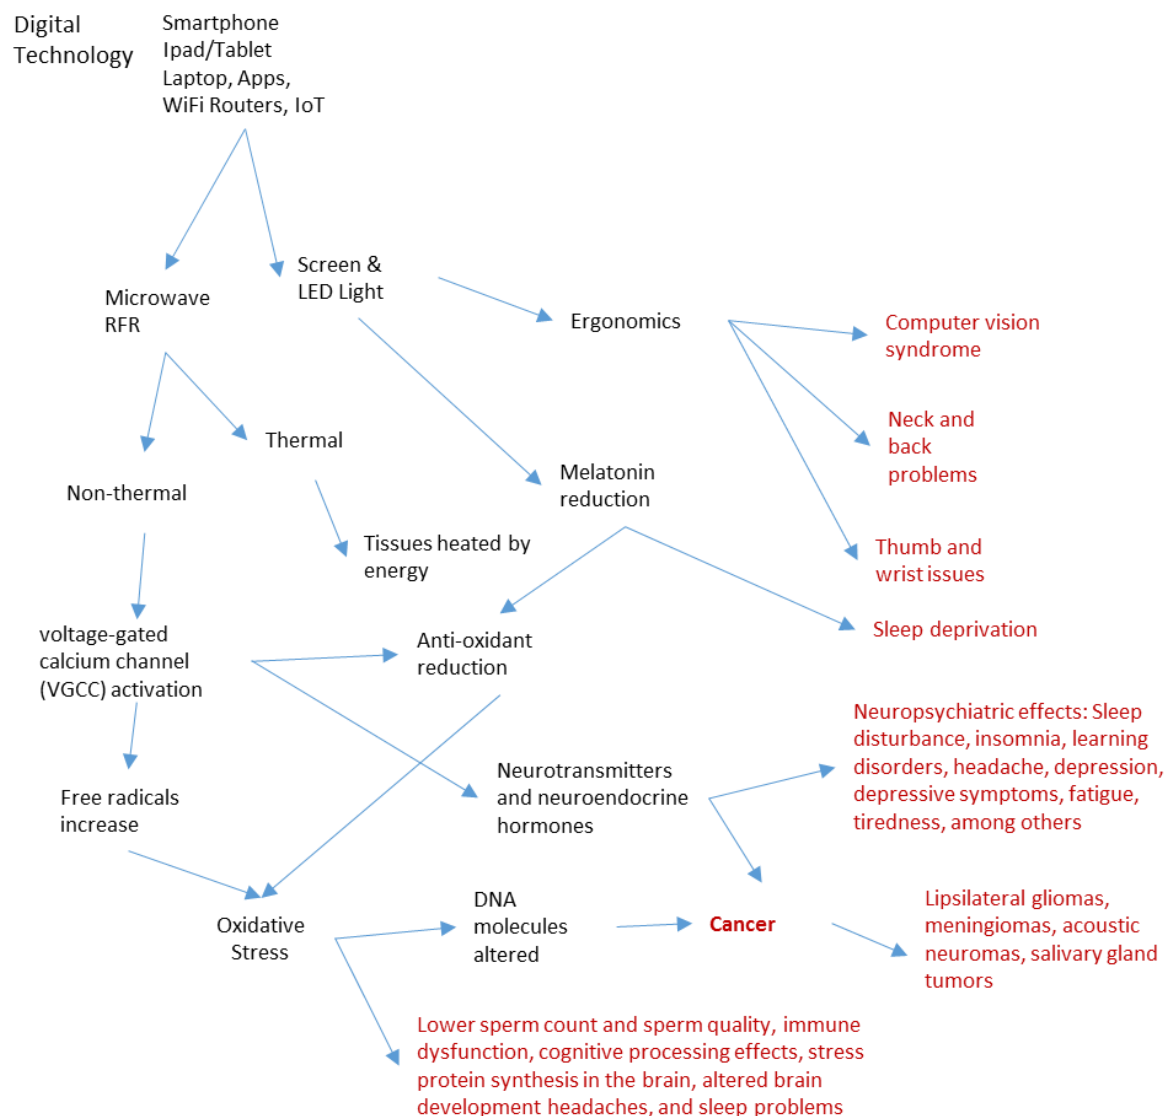 Digital
Technology
Smartphone
Ipad/Tablet
Laptop, Apps,
WiFi Routers, IoT
Screen &
LED Light
Microwave
RFR
Ergonomics
Computer vision
syndrome
Neck and
back
problems
Thermal
Melatonin
reduction
Non-thermal
Tissues heated by
energy
Thumb and
wrist issues
Sleep deprivation
voltage-gated
calcium channel
(VGCC) activation
Anti-oxidant
reduction
Neuropsychiatric effects: Sleep
disturbance, insomnia, learning
disorders, headache, depression,
depressive symptoms, fatigue,
tiredness, among others
Neurotransmitters
and neuroendocrine
hormones
Free radicals
increase
Oxidative
Stress
DNA
molecules
altered
Cancer
Lipsilateral gliomas,
meningiomas, acoustic
neuromas, salivary gland
tumors
Lower sperm count and sperm quality, immune
dysfunction, cognitive processing effects, stress
protein synthesis in the brain, altered brain
development headaches, and sleep problems